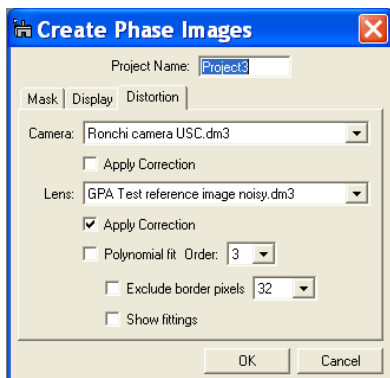 Create Phase Images
Project Name: Project3
Mask Display Distortion
Camera: Ronchi camera USC.dm3
Apply Correction
Lens: GPA Test reference image noisy.dm3
Apply Correction
Polynomial fit Order: 3
Exclude border pixels 32
Show fittings
OK Cancel